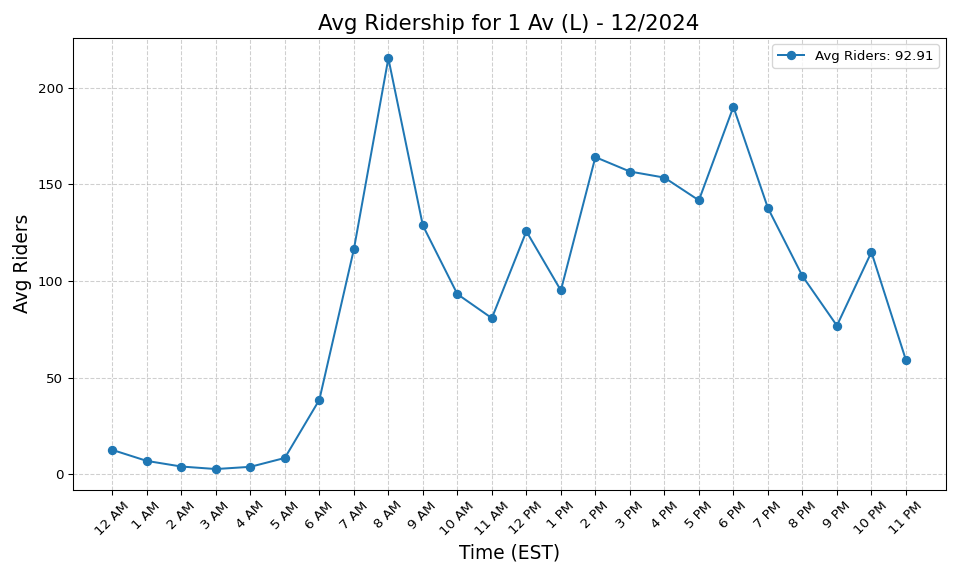 Avg Ridership for 1 Av (L) - 12/2024
Avg Riders: 92.91
Avg Riders
200
150
100
50
0
12 AM
1 AM
2 AM
3 AM
4 AM
5 AM
6 AM
7 AM
8 AM
9 AM
10 AM
11 AM
12 PM
1 PM
2 PM
3 PM
4 PM
5 PM
6 PM
7 PM
8 PM
9 PM
10 PM
11 PM
Time (EST)